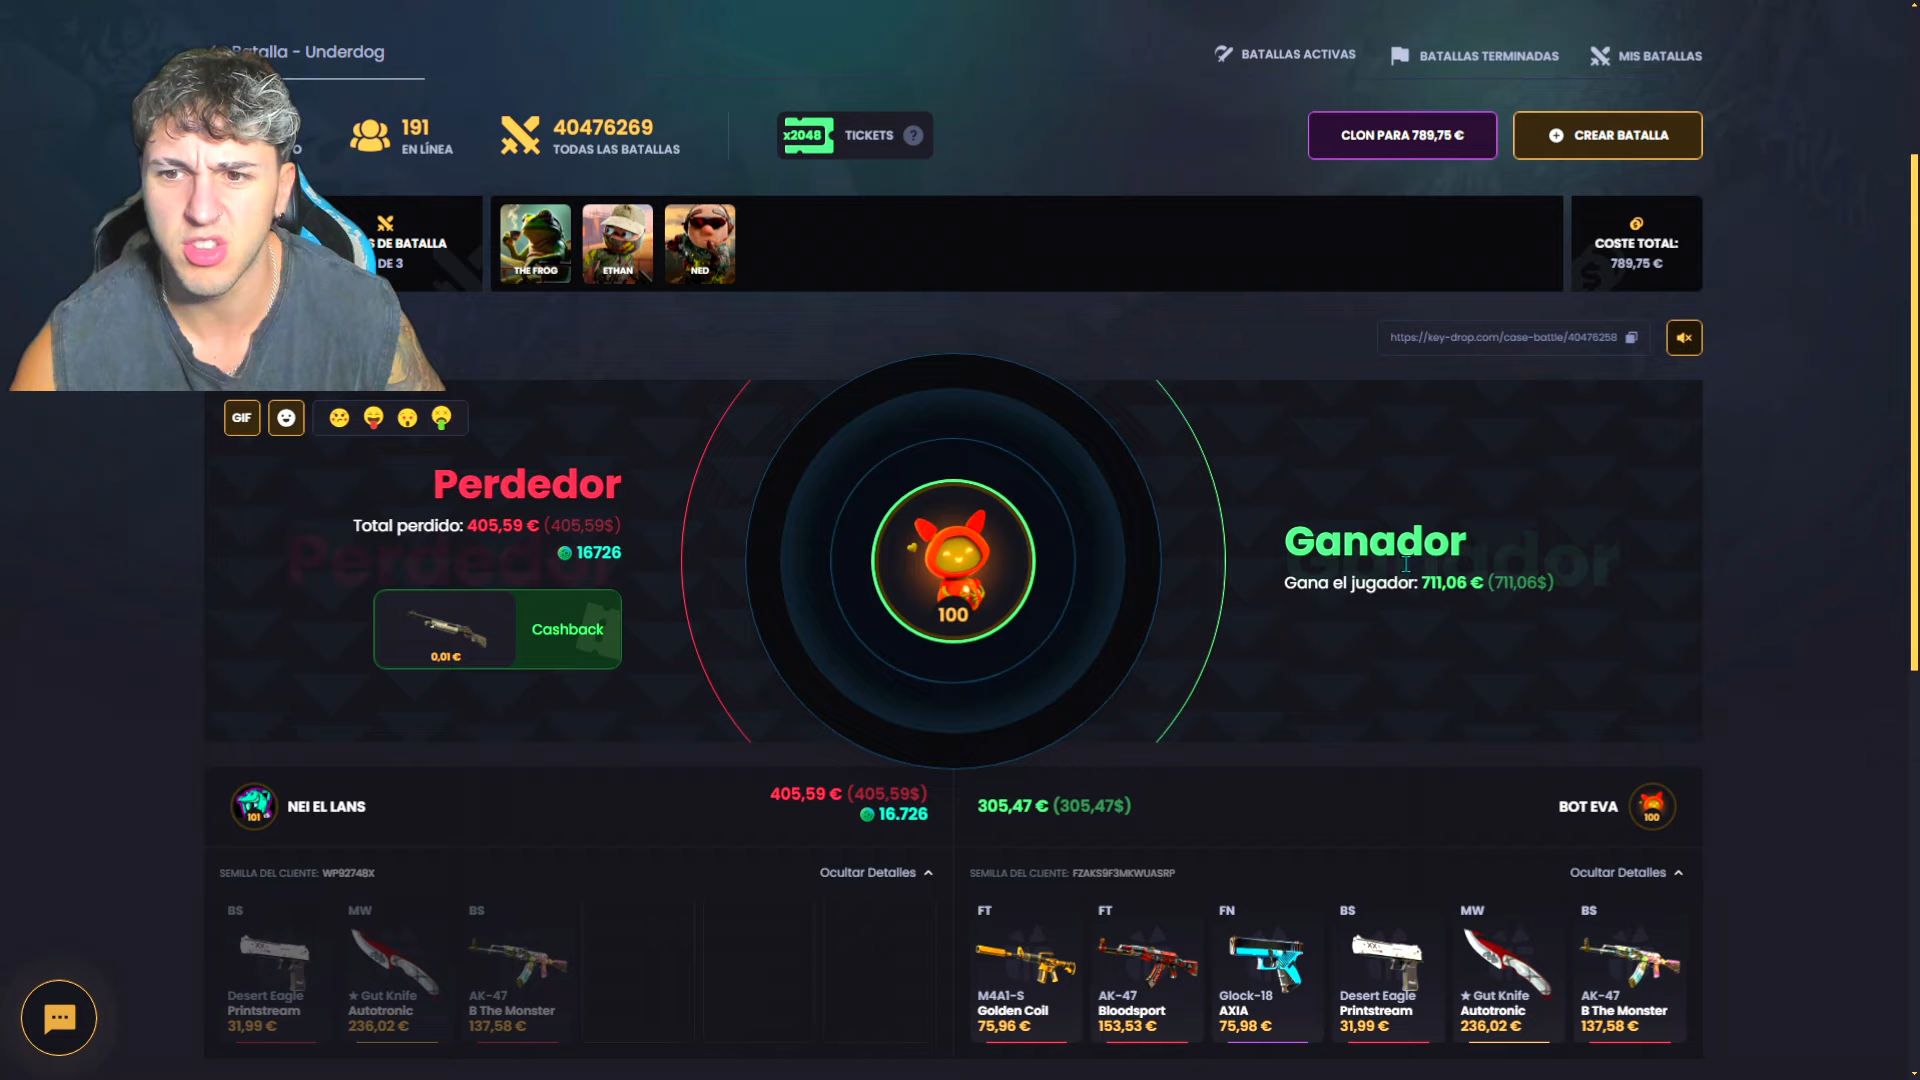 Batalla - Underdog
BATALLAS ACTIVAS
BATALLAS TERMINADAS
MIS BATALLAS
191
EN LÍNEA
40476269
TODAS LAS BATALLAS
x2048
TICKETS ?
CLON PARA 789,75 €
CREAR BATALLA
DE BATALLA
DE 3
THE FROG
ETHAN
NED
COSTE TOTAL:
789,75 €
https://key-drop.com/case-battle/40476258
GIF
Perdedor
Total perdido: 405,59 € (405,59$)
16726
0,01 €
Cashback
100
Ganador
Gana el jugador: 711,06 € (711,06$)
101
NEI EL LANS
405,59 € (405,59$)
16.726
305,47 € (305,47$)
BOT EVA
100
SEMILLA DEL CLIENTE: WP92748X
Ocultar Detalles
SEMILLA DEL CLIENTE: FZAKS9F3MKWUASRP
Ocultar Detalles
BS
Desert Eagle
Printstream
31,99 €
MW
★ Gut Knife
Autotronic
236,02 €
BS
AK-47
B The Monster
137,58 €
FT
M4A1-S
Golden Coil
75,96 €
FT
AK-47
Bloodsport
153,53 €
FN
Glock-18
AXIA
75,98 €
BS
Desert Eagle
Printstream
31,99 €
MW
★ Gut Knife
Autotronic
236,02 €
BS
AK-47
B The Monster
137,58 €